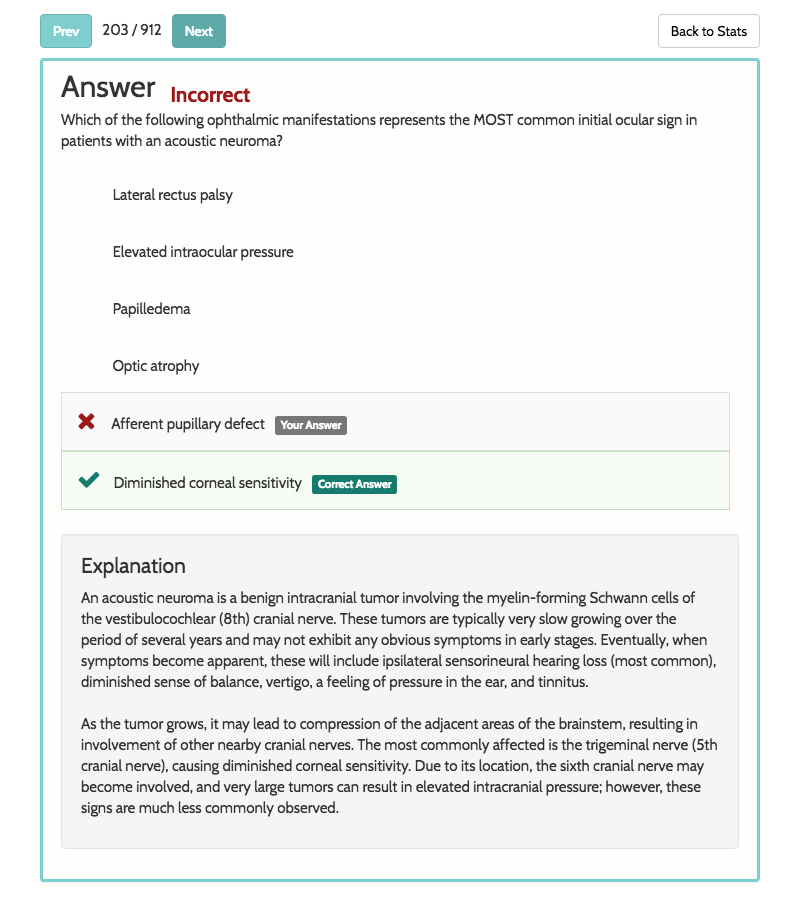 Prev 203 / 912 Next Back to Stats
Answer Incorrect
Which of the following ophthalmic manifestations represents the MOST common initial ocular sign in
patients with an acoustic neuroma?
Lateral rectus palsy
Elevated intraocular pressure
Papilledema
Optic atrophy
Afferent pupillary defect Your Answer
Diminished corneal sensitivity Correct Answer
Explanation
An acoustic neuroma is a benign intracranial tumor involving the myelin-forming Schwann cells of
the vestibulocochlear (8th) cranial nerve. These tumors are typically very slow growing over the
period of several years and may not exhibit any obvious symptoms in early stages. Eventually, when
symptoms become apparent, these will include ipsilateral sensorineural hearing loss (most common),
diminished sense of balance, vertigo, a feeling of pressure in the ear, and tinnitus.
As the tumor grows, it may lead to compression of the adjacent areas of the brainstem, resulting in
involvement of other nearby cranial nerves. The most commonly affected is the trigeminal nerve (5th
cranial nerve), causing diminished corneal sensitivity. Due to its location, the sixth cranial nerve may
become involved, and very large tumors can result in elevated intracranial pressure; however, these
signs are much less commonly observed.